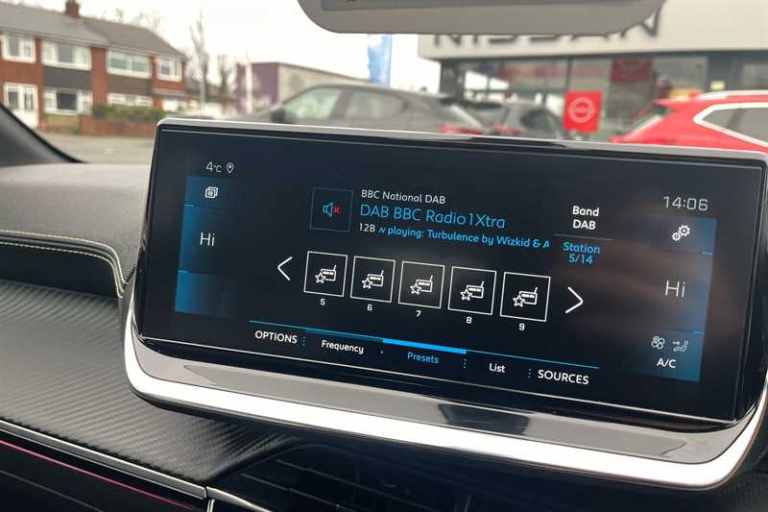 NISSAN
4°C
14:06
BBC National DAB
DAB BBC Radio 1Xtra
128 w playing: Turbulence by Wizkid & A
Band
DAB
Station
5/14
Hi
Hi
5 6 7 8 9
A/C
OPTIONS Frequency Presets List SOURCES